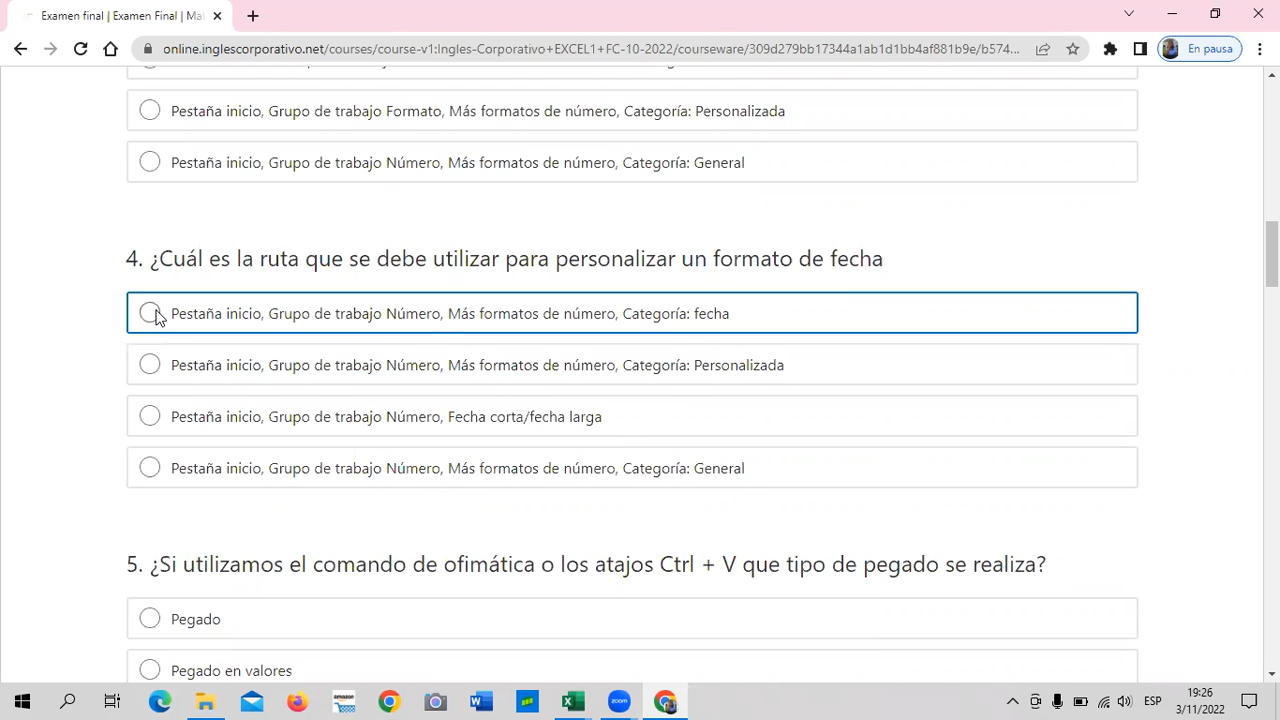 Examen final | Examen Final | Ma
online.inglescorporativo.net/courses/course-v1:Ingles-Corporativo+EXCEL1+FC-10-2022/courseware/309d279bb17344a1ab1d1bb4af881b9e/b574...
En pausa
Pestaña inicio, Grupo de trabajo Formato, Más formatos de número, Categoría: Personalizada
Pestaña inicio, Grupo de trabajo Número, Más formatos de número, Categoría: General
4. ¿Cuál es la ruta que se debe utilizar para personalizar un formato de fecha
Pestaña inicio, Grupo de trabajo Número, Más formatos de número, Categoría: fecha
Pestaña inicio, Grupo de trabajo Número, Más formatos de número, Categoría: Personalizada
Pestaña inicio, Grupo de trabajo Número, Fecha corta/fecha larga
Pestaña inicio, Grupo de trabajo Número, Más formatos de número, Categoría: General
5. ¿Si utilizamos el comando de ofimática o los atajos Ctrl + V que tipo de pegado se realiza?
Pegado
Pegado en valores
amazon
zoom
ESP
19:26
3/11/2022